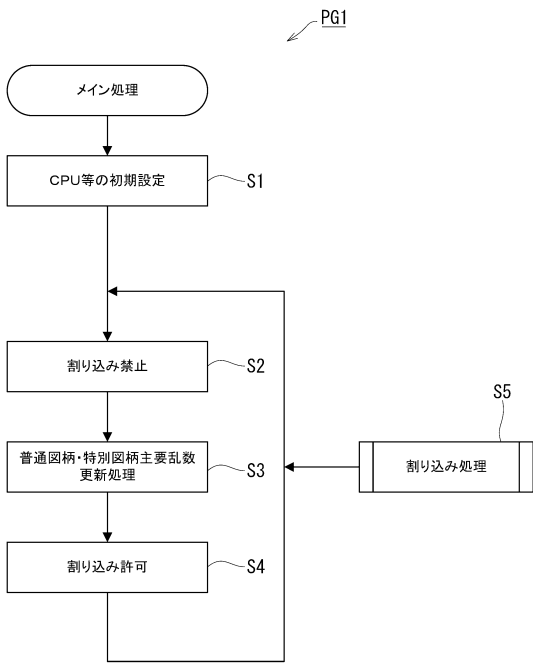 PG1
メイン処理
CPU等の初期設定
S1
割り込み禁止
S2
S5
普通図柄・特別図柄主要乱数
更新処理
S3
割り込み処理
割り込み許可
S4